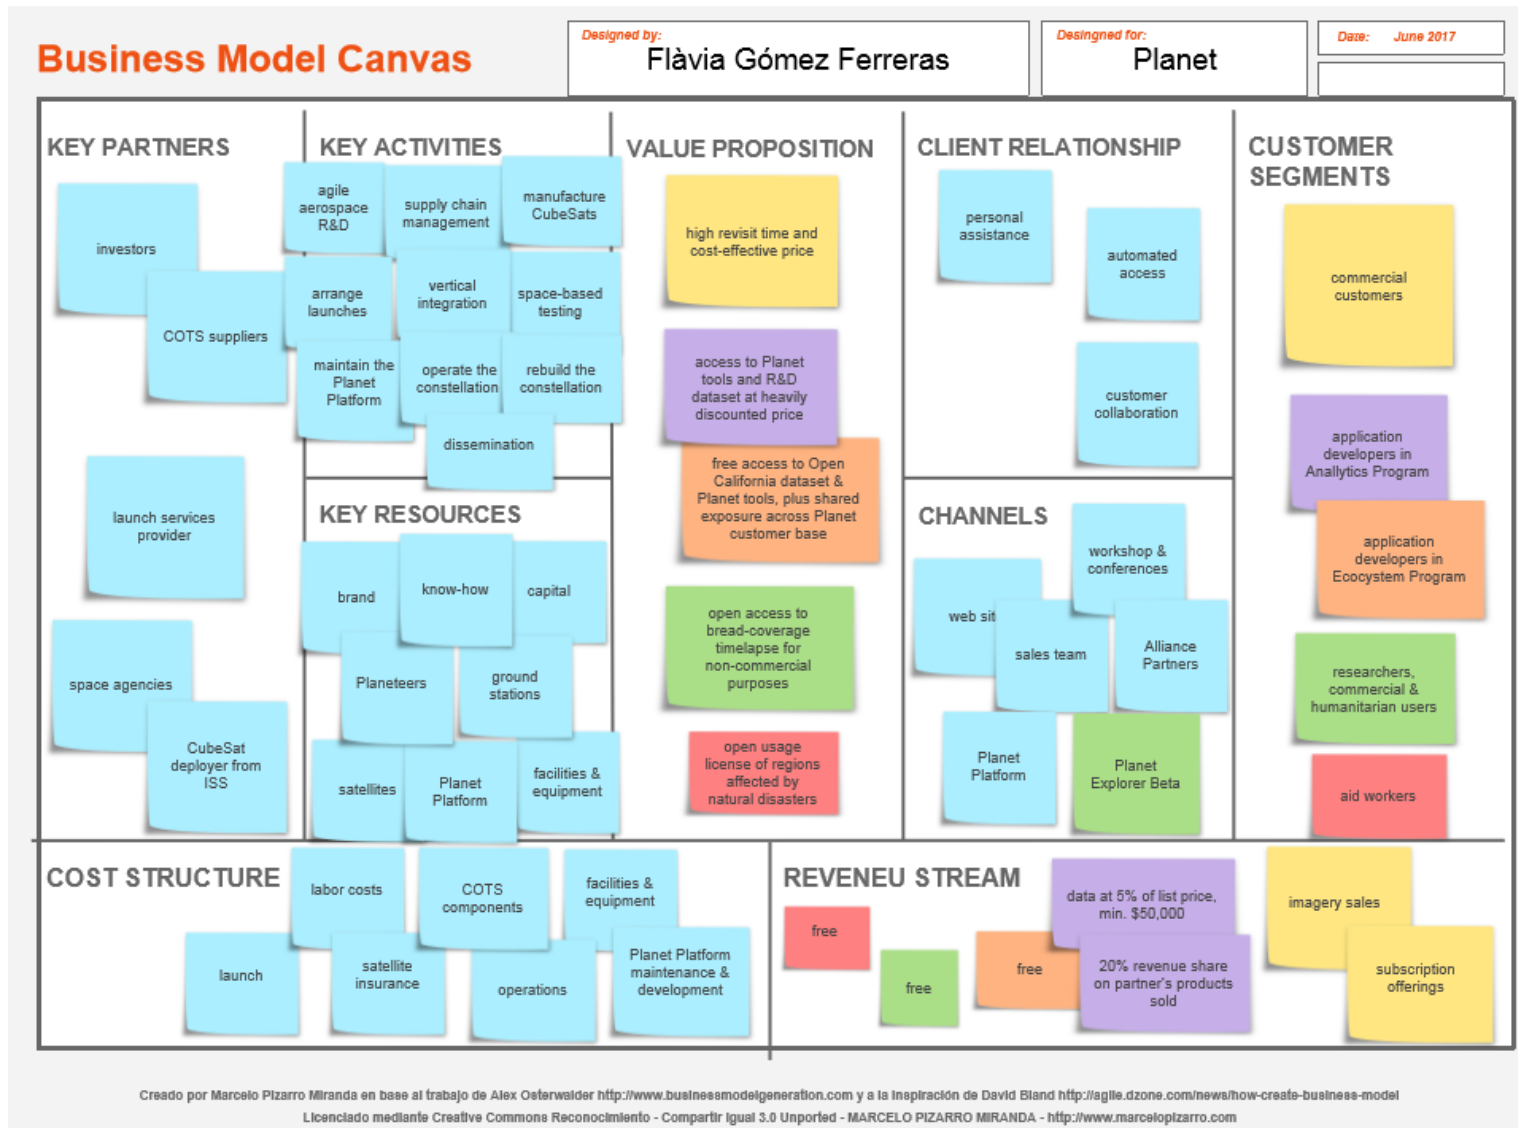 Business Model Canvas
Designed by:
Flàvia Gómez Ferreras
Desingned for:
Planet
Date: June 2017
KEY PARTNERS
investors
COTS suppliers
launch services
provider
space agencies
CubeSat
deployer from
ISS
KEY ACTIVITIES
agile
aerospace
R&D
supply chain
management
manufacture
CubeSats
arrange
launches
vertical
integration
space-based
testing
maintain the
Planet
Platform
operate the
constellation
rebuild the
constellation
dissemination
KEY RESOURCES
brand
know-how
capital
Planeteers
ground
stations
satellites
Planet
Platform
facilities &
equipment
VALUE PROPOSITION
high revisit time and
cost-effective price
access to Planet
tools and R&D
dataset at heavily
discounted price
free access to Open
California dataset &
Planet tools, plus shared
exposure across Planet
customer base
open access to
bread-coverage
timelapse for
non-commercial
purposes
open usage
license of regions
affected by
natural disasters
CLIENT RELATIONSHIP
personal
assistance
automated
access
customer
collaboration
CHANNELS
workshop &
conferences
web sit
sales team
Alliance
Partners
Planet
Platform
Planet
Explorer Beta
CUSTOMER
SEGMENTS
commercial
customers
application
developers in
Anallytics Program
application
developers in
Ecocystem Program
researchers,
commercial &
humanitarian users
aid workers
COST STRUCTURE
labor costs
COTS
components
facilities &
equipment
launch
satellite
insurance
operations
Planet Platform
maintenance &
development
REVENEU STREAM
free
free
free
data at 5% of list price,
min. $50,000
20% revenue share
on partner's products
sold
imagery sales
subscription
offerings
Creado por Marcelo Pizarro Miranda en base al trabajo de Alex Osterwalder http://www.businessmodelgeneration.com y a la inspiración de David Bland http://agile.dzone.com/news/how-create-business-model
Licenciado mediante Creative Commons Reconocimiento - Compartir Igual 3.0 Unported - MARCELO PIZARRO MIRANDA - http://www.marcelopizarro.com